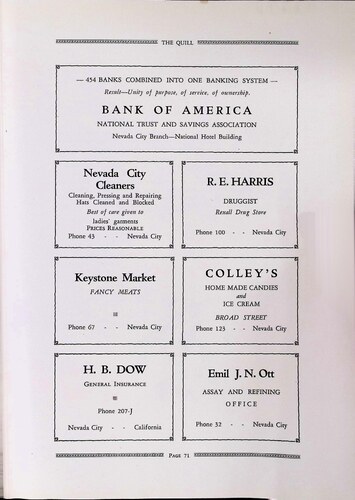 THE QUILL
— 454 BANKS COMBINED INTO ONE BANKING SYSTEM —
Result—Unity of purpose, of service, of ownership.
BANK OF AMERICA
NATIONAL TRUST AND SAVINGS ASSOCIATION
Nevada City Branch—National Hotel Building
Nevada City
Cleaners
Cleaning, Pressing and Repairing
Hats Cleaned and Blocked
Best of care given to
ladies' garments
PRICES REASONABLE
Phone 43 - - Nevada City
R. E. HARRIS
DRUGGIST
Rexall Drug Store
Phone 100 - - Nevada City
Keystone Market
FANCY MEATS
Phone 67 - - Nevada City
COLLEY'S
HOME MADE CANDIES
and
ICE CREAM
BROAD STREET
Phone 123 - - Nevada City
H. B. DOW
GENERAL INSURANCE
Phone 207-J
Nevada City - - California
Emil J. N. Ott
ASSAY AND REFINING
OFFICE
Phone 32 - - Nevada City
PAGE 71